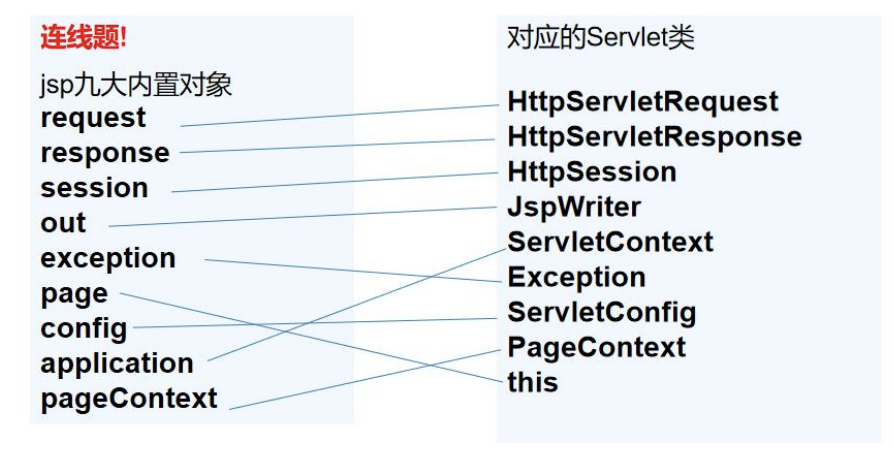 连线题!
jsp九大内置对象
request
response
session
out
exception
page
config
application
pageContext
对应的Servlet类
HttpServletRequest
HttpServletResponse
HttpSession
JspWriter
ServletContext
Exception
ServletConfig
PageContext
this